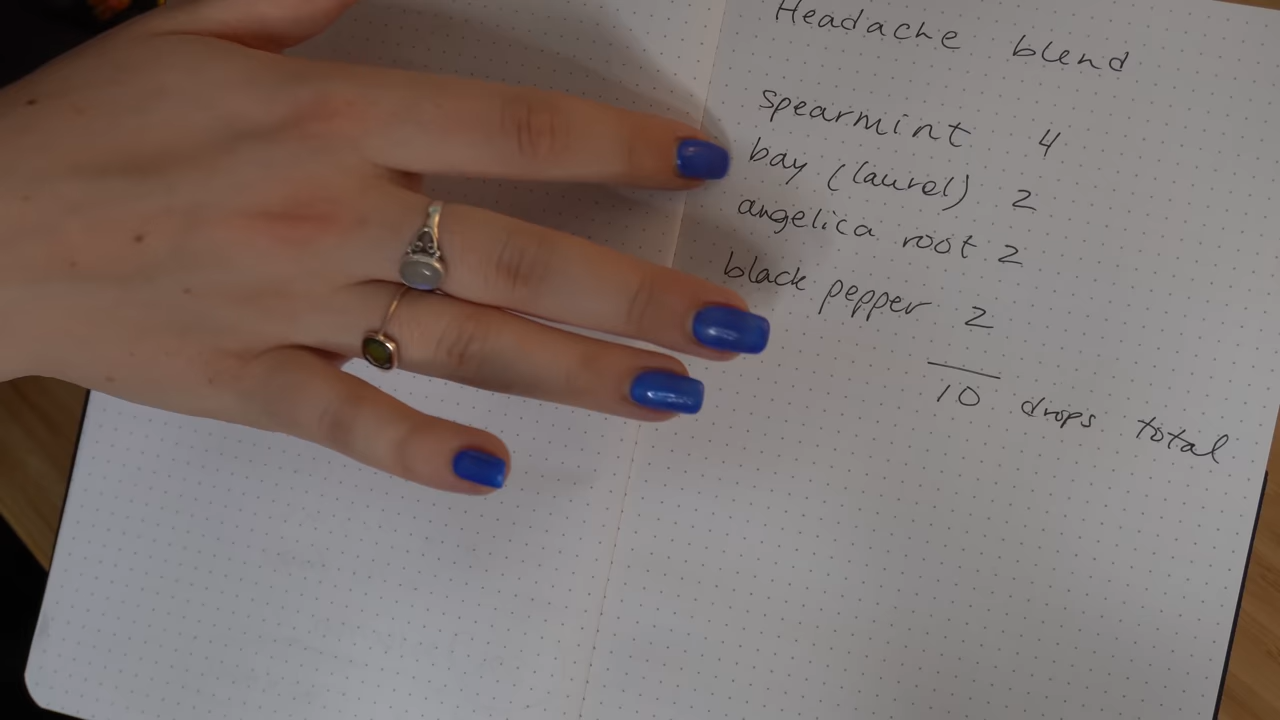 Headache blend
spearmint 4
bay (laurel) 2
angelica root 2
black pepper 2
10 drops total